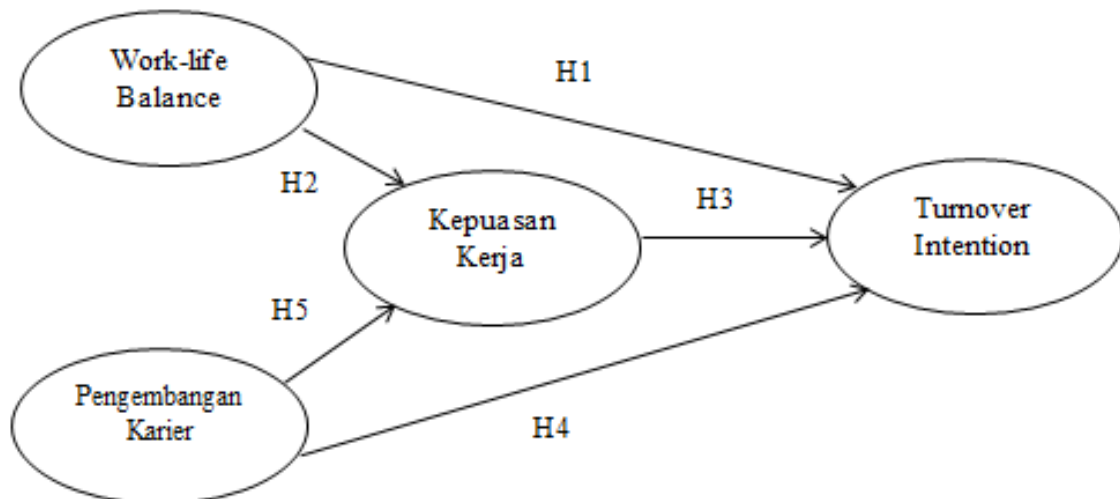 Work-life
Balance
H1
H2
Kepuasan
Kerja
H3
Turnover
Intention
H5
Pengembangan
Karier
H4